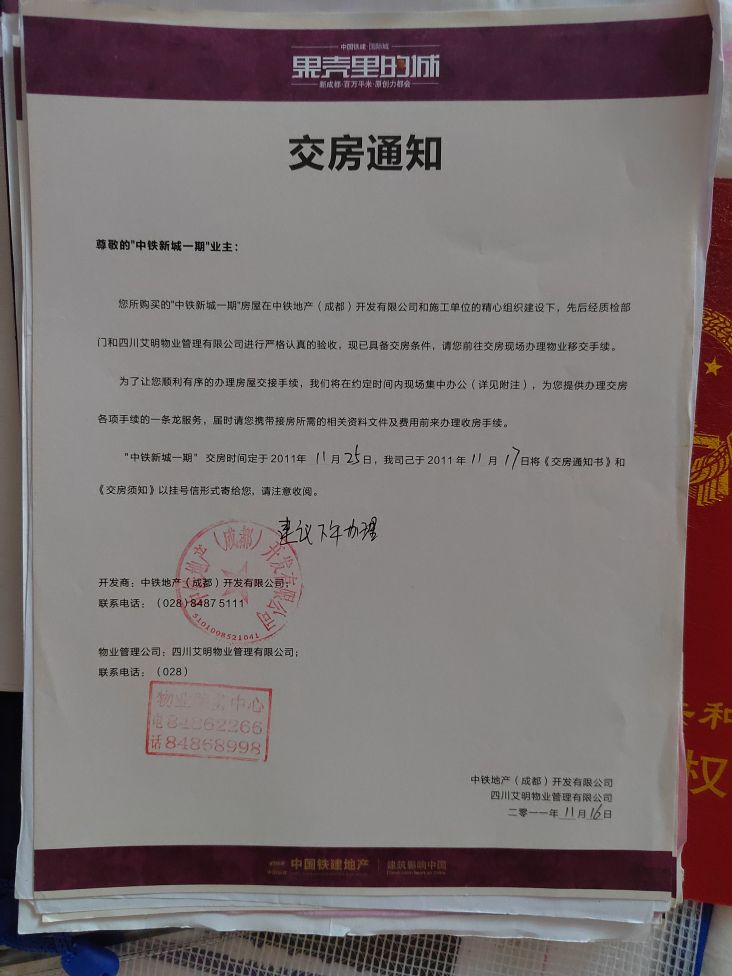 中国铁建 国际城
果壳里的城
新成都·百万平米·原创力都会
交房通知
尊敬的"中铁新城一期"业主：
您所购买的"中铁新城一期"房屋在中铁地产（成都）开发有限公司和施工单位的精心组织建设下，先后经质检部
门和四川艾明物业管理有限公司进行严格认真的验收，现已具备交房条件，请您前往交房现场办理物业移交手续。
为了让您顺利有序的办理房屋交接手续，我们将在约定时间内现场集中办公（详见附注），为您提供办理交房
各项手续的一条龙服务，届时请您携带接房所需的相关资料文件及费用前来办理收房手续。
"中铁新城一期" 交房时间定于2011年 11月25日，我司已于2011年11月17日将《交房通知书》和
《交房须知》以挂号信形式寄给您，请注意收阅。
建议下午办理
中铁地产（成都）开发有限公司
5101008521041
开发商：中铁地产（成都）开发有限公司；
联系电话：（028）8487 5111
物业管理公司：四川艾明物业管理有限公司；
联系电话：（028）
物业服务中心
电84862266
话84868998
中铁地产（成都）开发有限公司
四川艾明物业管理有限公司
二零一一年11月16日
中国铁建地产 建筑影响中国
和
权